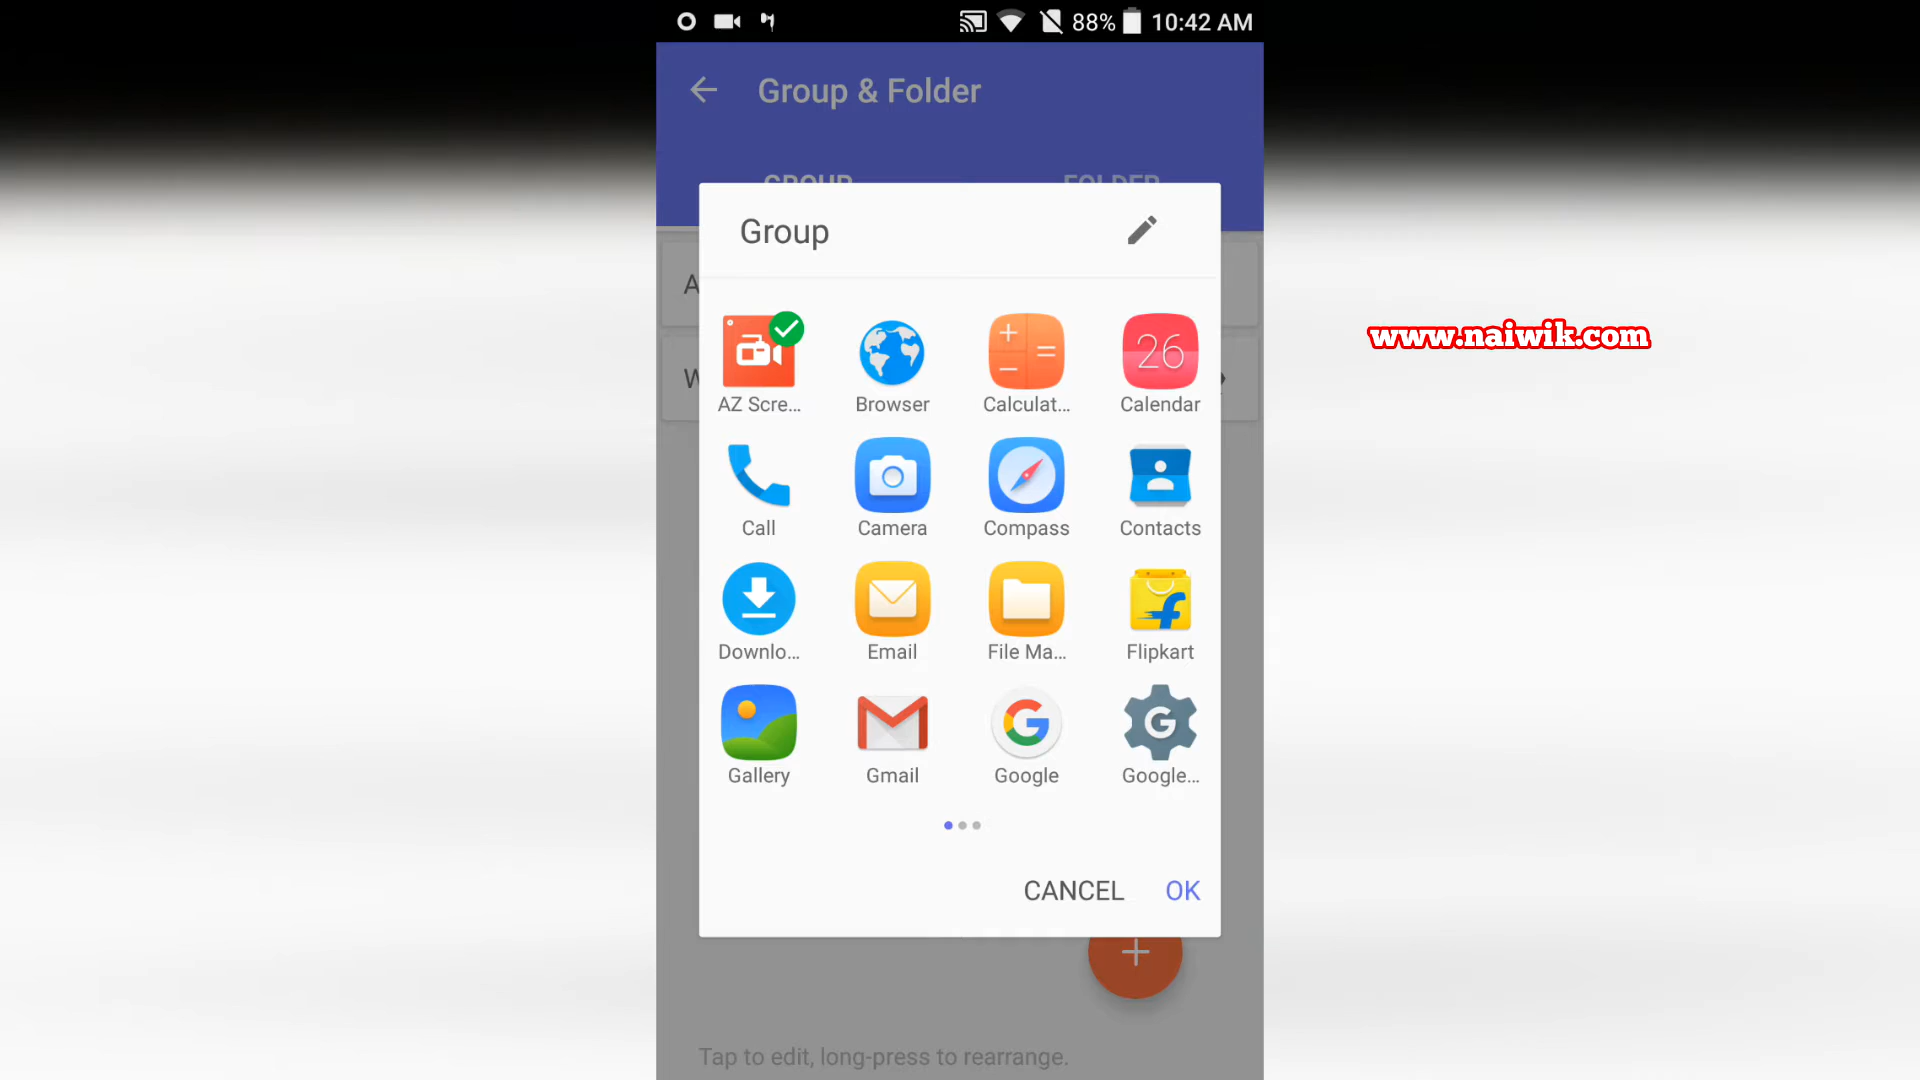 88% 10:42 AM
Group & Folder
GROUP FOLDER
Group
A
W
www.naiwik.com
26
AZ Scre... Browser Calculat... Calendar
Call Camera Compass Contacts
Downlo... Email File Ma... Flipkart
Gallery Gmail Google Google...
CANCEL OK
Tap to edit, long-press to rearrange.